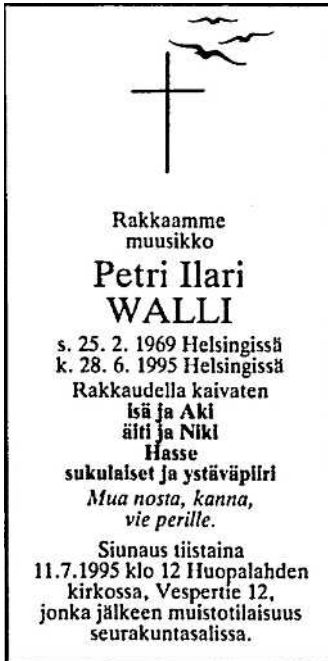 Rakkaamme
muusikko
Petri Ilari
WALLI
s. 25. 2. 1969 Helsingissä
k. 28. 6. 1995 Helsingissä
Rakkaudella kaivaten
isä ja Aki
äiti ja Niki
Hasse
sukulaiset ja ystäväpiiri
Mua nosta, kanna,
vie perille.
Siunaus tiistaina
11.7.1995 klo 12 Huopalahden
kirkossa, Vespertie 12,
jonka jälkeen muistotilaisuus
seurakuntasalissa.